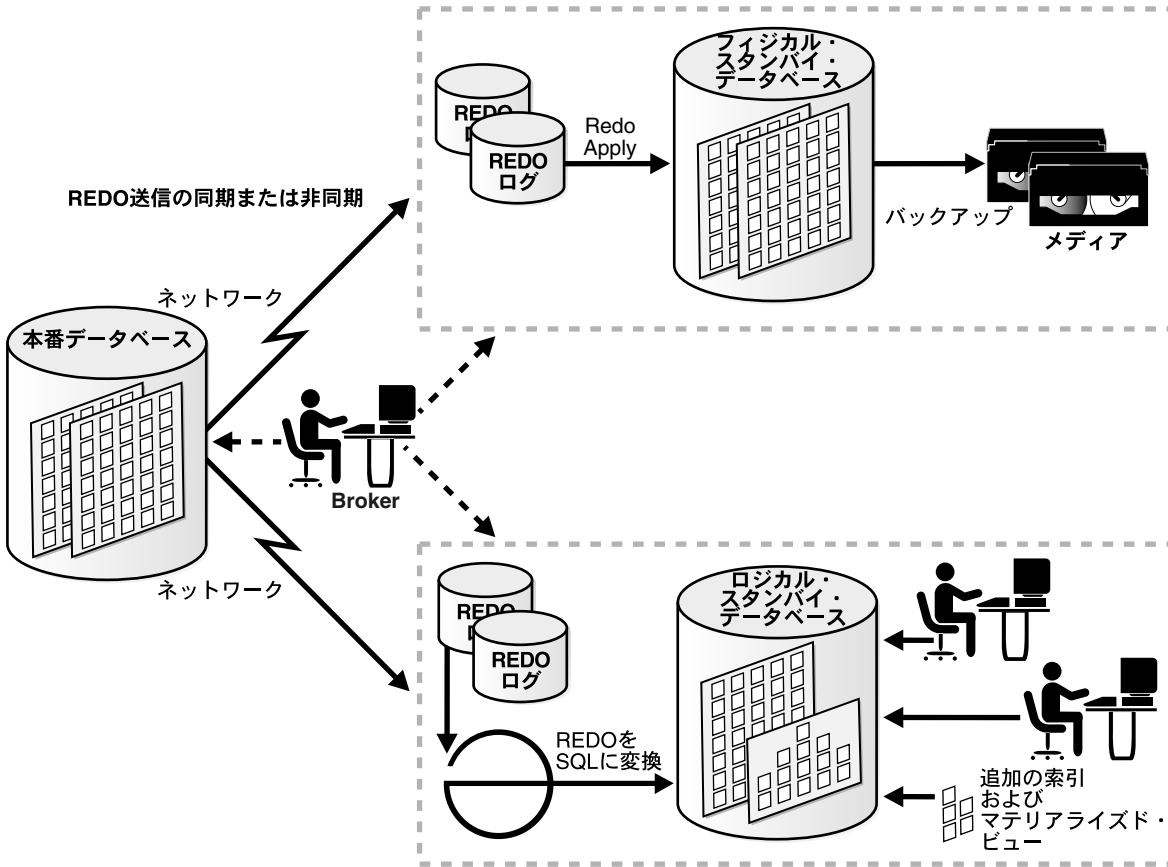 フィジカル・
スタンバイ・
データベース
REDO
REDO
ログ
Redo
Apply
バックアップ
メディア
REDO送信の同期または非同期
ネットワーク
本番データベース
Broker
ネットワーク
REDO
REDO
ログ
REDOを
SQLに変換
ロジカル・
スタンバイ・
データベース
追加の索引
および
マテリアライズド・
ビュー